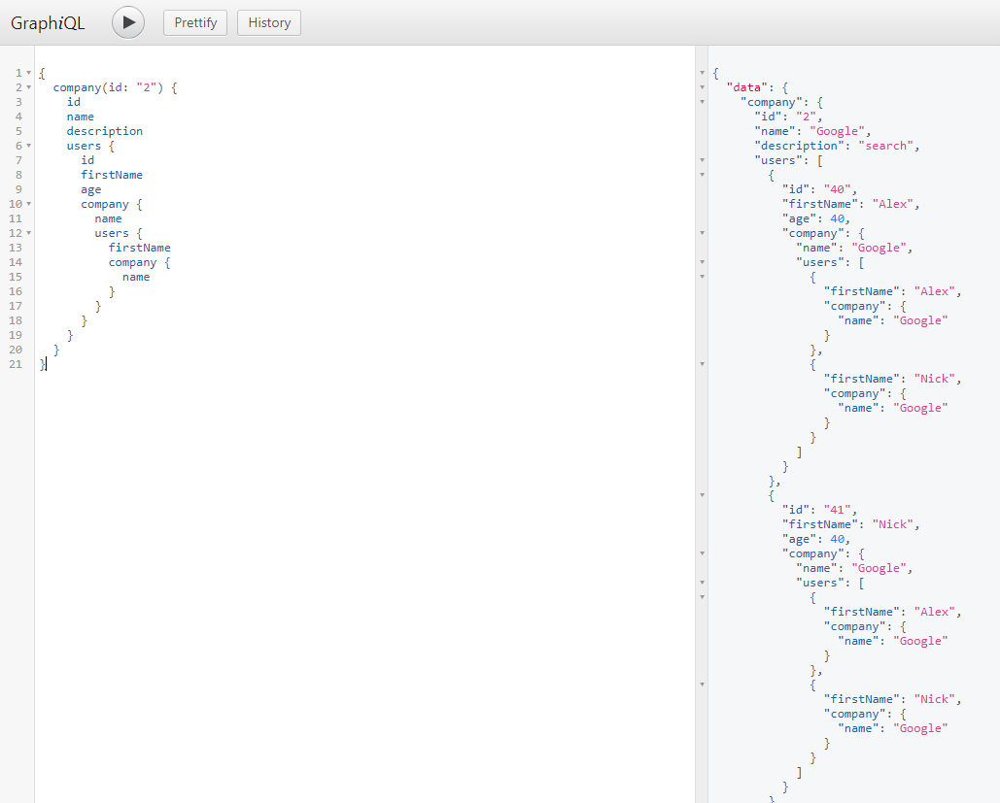 GraphiQL Prettify History
1 {
2 company(id: "2") {
3 id
4 name
5 description
6 users {
7 id
8 firstName
9 age
10 company {
11 name
12 users {
13 firstName
14 company {
15 name
16 }
17 }
18 }
19 }
20 }
21 }
{
"data": {
"company": {
"id": "2",
"name": "Google",
"description": "search",
"users": [
{
"id": "40",
"firstName": "Alex",
"age": 40,
"company": {
"name": "Google",
"users": [
{
"firstName": "Alex",
"company": {
"name": "Google"
}
},
{
"firstName": "Nick",
"company": {
"name": "Google"
}
}
]
}
},
{
"id": "41",
"firstName": "Nick",
"age": 40,
"company": {
"name": "Google",
"users": [
{
"firstName": "Alex",
"company": {
"name": "Google"
}
},
{
"firstName": "Nick",
"company": {
"name": "Google"
}
}
]
}
}